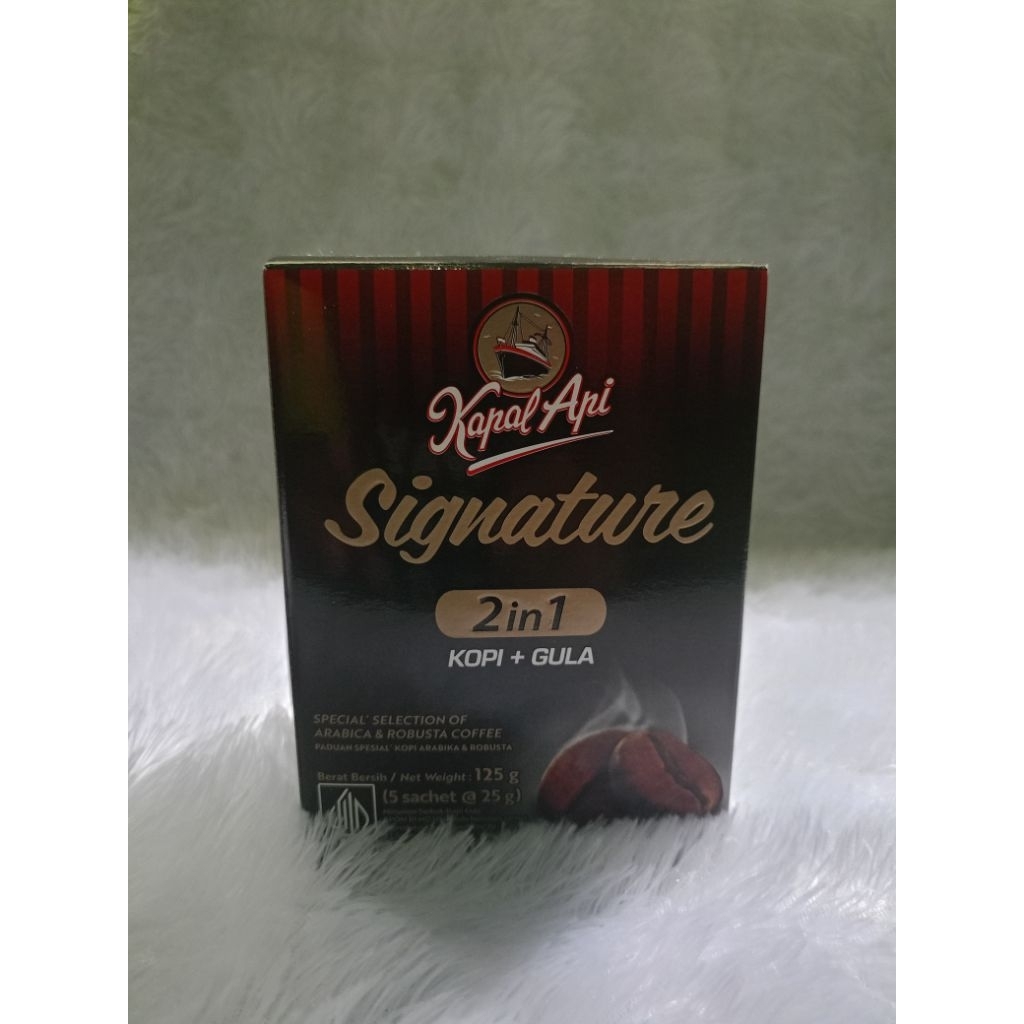 Kapal Api
Signature
2in1
KOPI + GULA
SPECIAL* SELECTION OF
ARABICA & ROBUSTA COFFEE
PADUAN SPESIAL* KOPI ARABIKA & ROBUSTA
Berat Bersih / Net Weight : 125 g
(5 sachet @ 25 g)